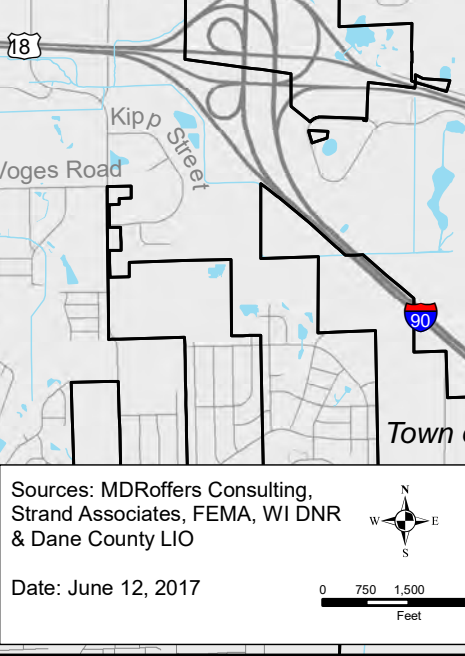 18
Kipp Street
Voges Road
90
Town
Sources: MDRoffers Consulting,
Strand Associates, FEMA, WI DNR
& Dane County LIO
N
W E
S
Date: June 12, 2017
0 750 1,500
Feet